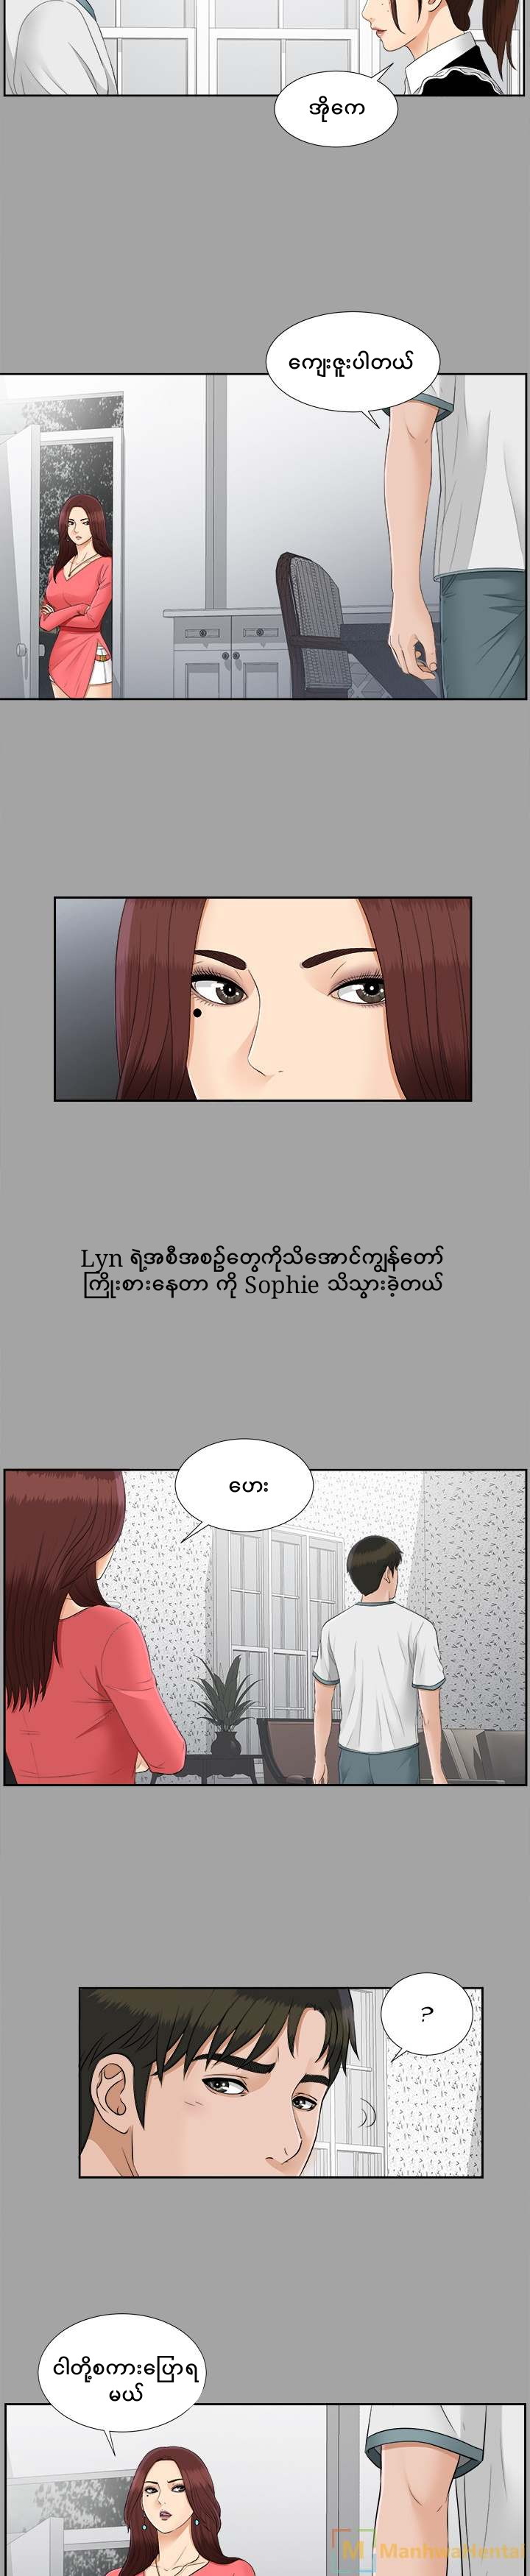 အိုကေ
ကျေးဇူးပါတယ်
Lyn ရဲ့အစီအစဉ်တွေကိုသိအောင်ကျွန်တော်
ကြိုးစားနေတာ ကို Sophie သိသွားခဲ့တယ်
ဟေး
?
ငါတို့စကားပြောရ
မယ်
M ManhwaHentai